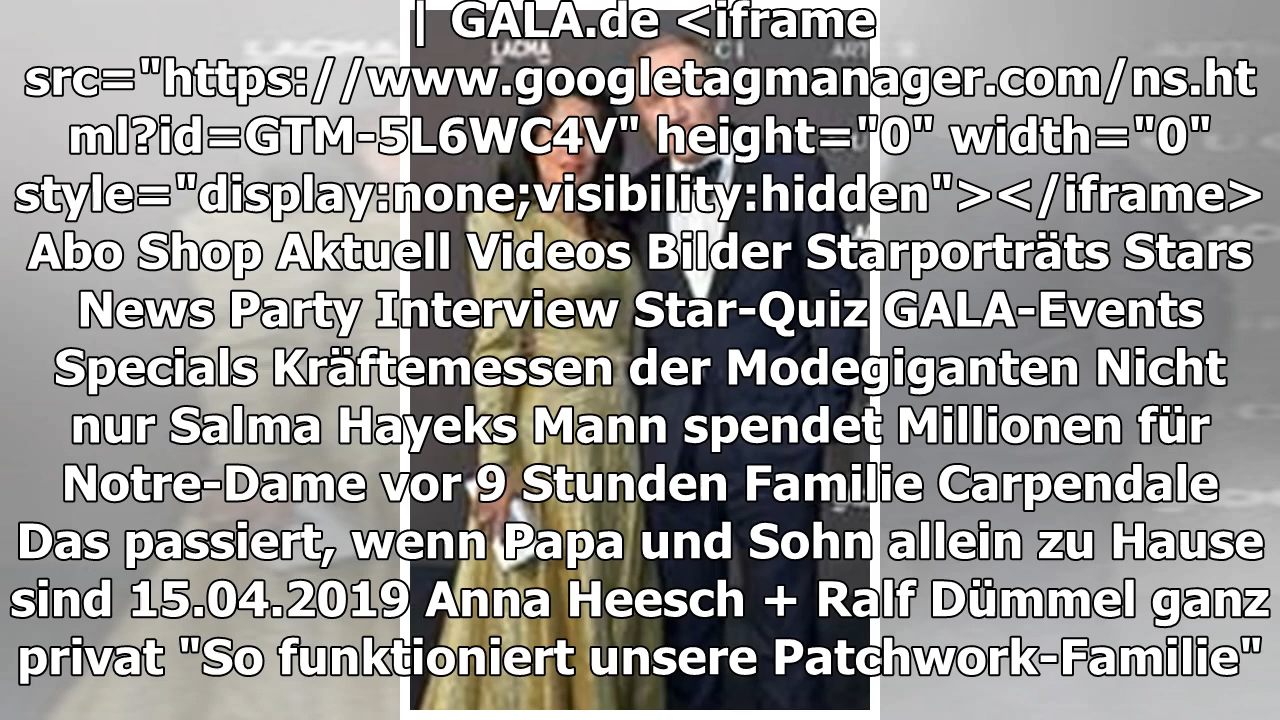 | GALA.de <iframe
src="https://www.googletagmanager.com/ns.ht
ml?id=GTM-5L6WC4V" height="0" width="0"
style="display:none;visibility:hidden"></iframe>
Abo Shop Aktuell Videos Bilder Starporträts Stars
News Party Interview Star-Quiz GALA-Events
Specials Kräftemessen der Modegiganten Nicht
nur Salma Hayeks Mann spendet Millionen für
Notre-Dame vor 9 Stunden Familie Carpendale
Das passiert, wenn Papa und Sohn allein zu Hause
sind 15.04.2019 Anna Heesch + Ralf Dümmel ganz
privat "So funktioniert unsere Patchwork-Familie"
LACMA